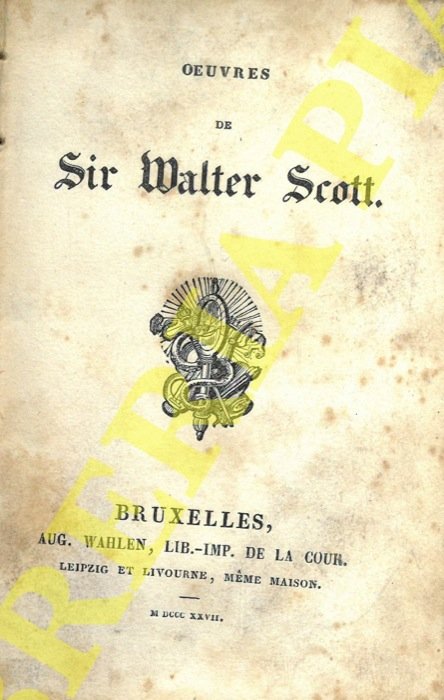 OEUVRES
DE
Sir Walter Scott.
BRUXELLES,
AUG. WAHLEN, LIB.-IMP. DE LA COUR.
LEIPZIG ET LIVOURNE, MÊME MAISON.
M DCCC XXVII.